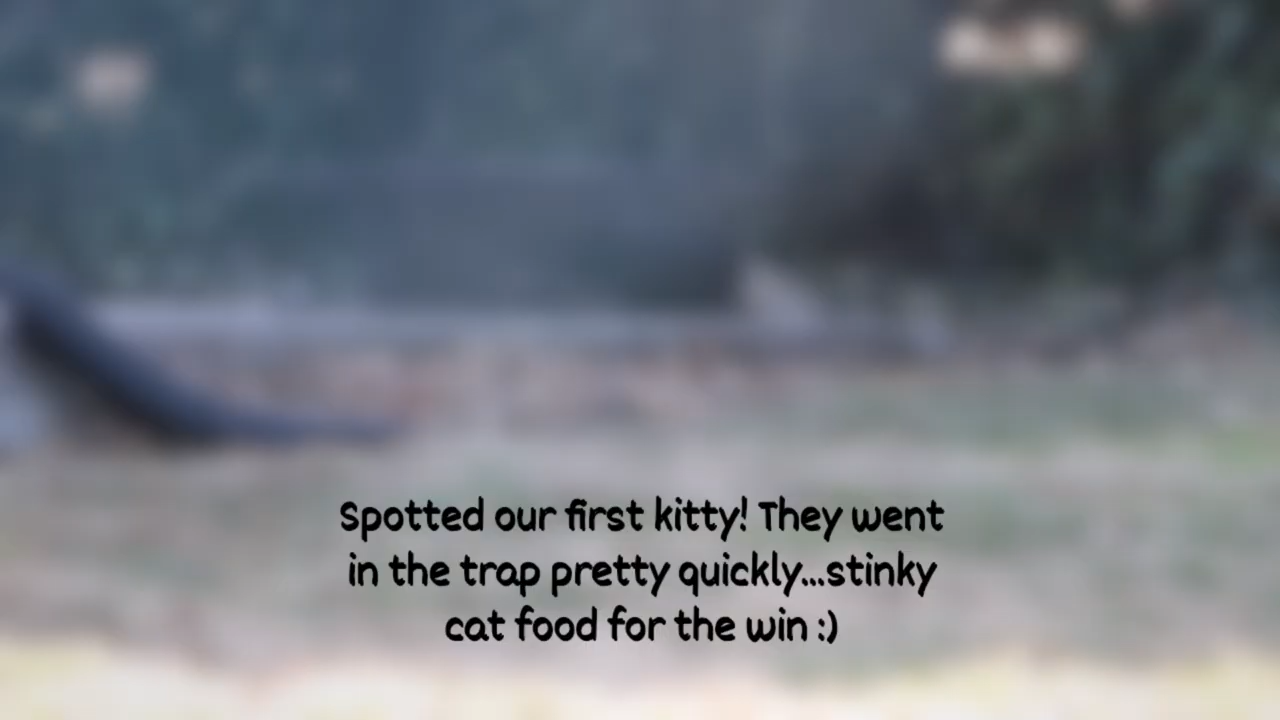 Spotted our first kitty! They went
in the trap pretty quickly...stinky
cat food for the win :)